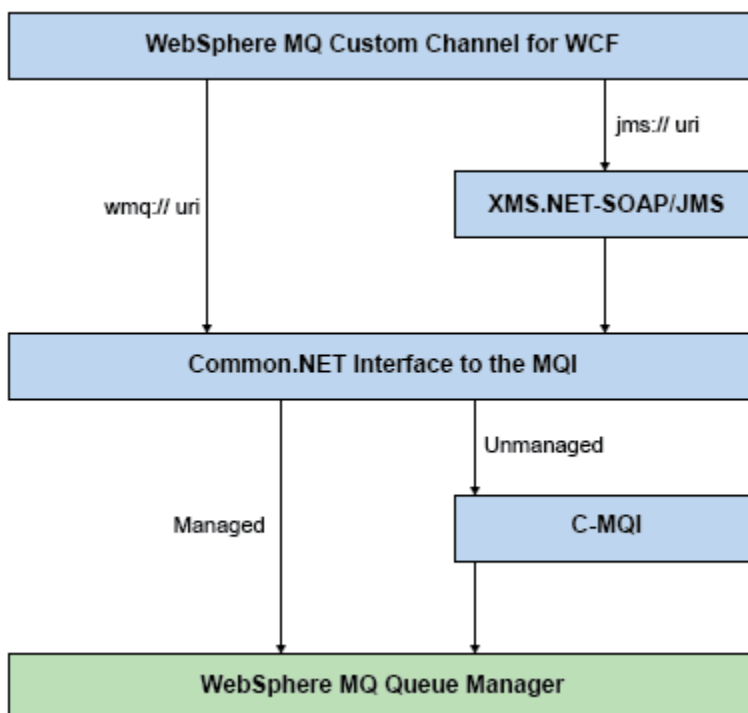 WebSphere MQ Custom Channel for WCF
jms:// uri
wmq:// uri
XMS.NET-SOAP/JMS
Common.NET Interface to the MQI
Unmanaged
Managed
C-MQI
WebSphere MQ Queue Manager